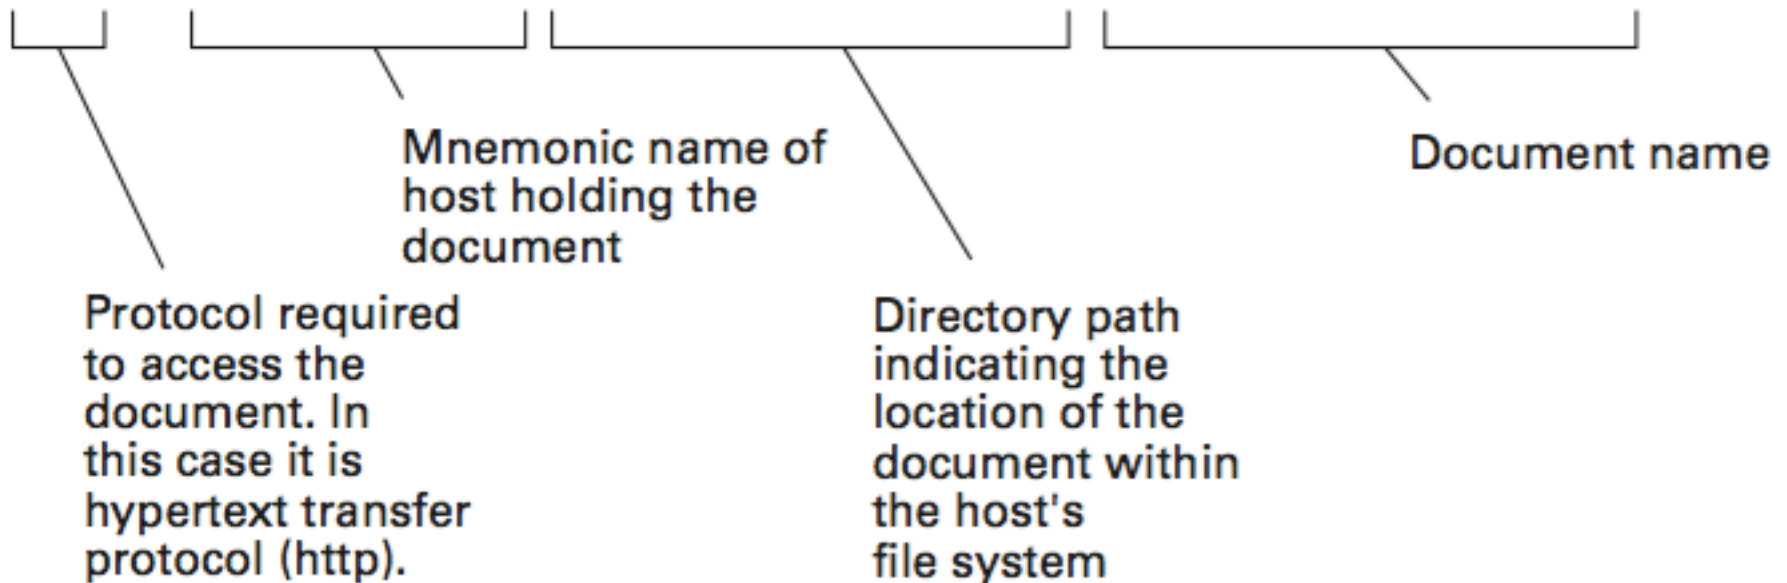 Mnemonic name of
host holding the
document
Document name
Protocol required
to access the
document. In
this case it is
hypertext transfer
protocol (http).
Directory path
indicating the
location of the
document within
the host's
file system